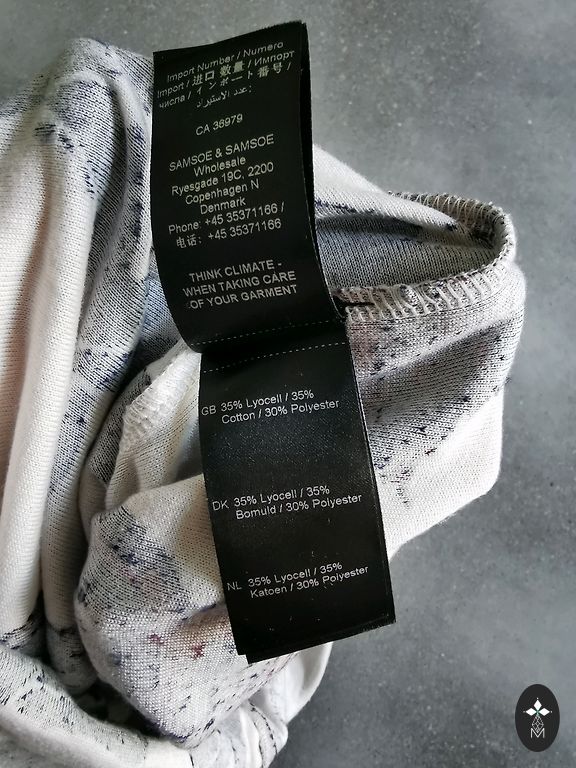 Import Number / Numero
Import / 进口 数量 / Импорт
числа / インポート番号 /
عدد الاستيراد:
CA 36979
SAMSOE & SAMSOE
Wholesale
Ryesgade 19C, 2200
Copenhagen N
Denmark
Phone: +45 35371166 /
电话: +45 35371166
THINK CLIMATE -
WHEN TAKING CARE
OF YOUR GARMENT
GB 35% Lyocell / 35%
Cotton / 30% Polyester
DK 35% Lyocell / 35%
Bomuld / 30% Polyester
NL 35% Lyocell / 35%
Katoen / 30% Polyester
M